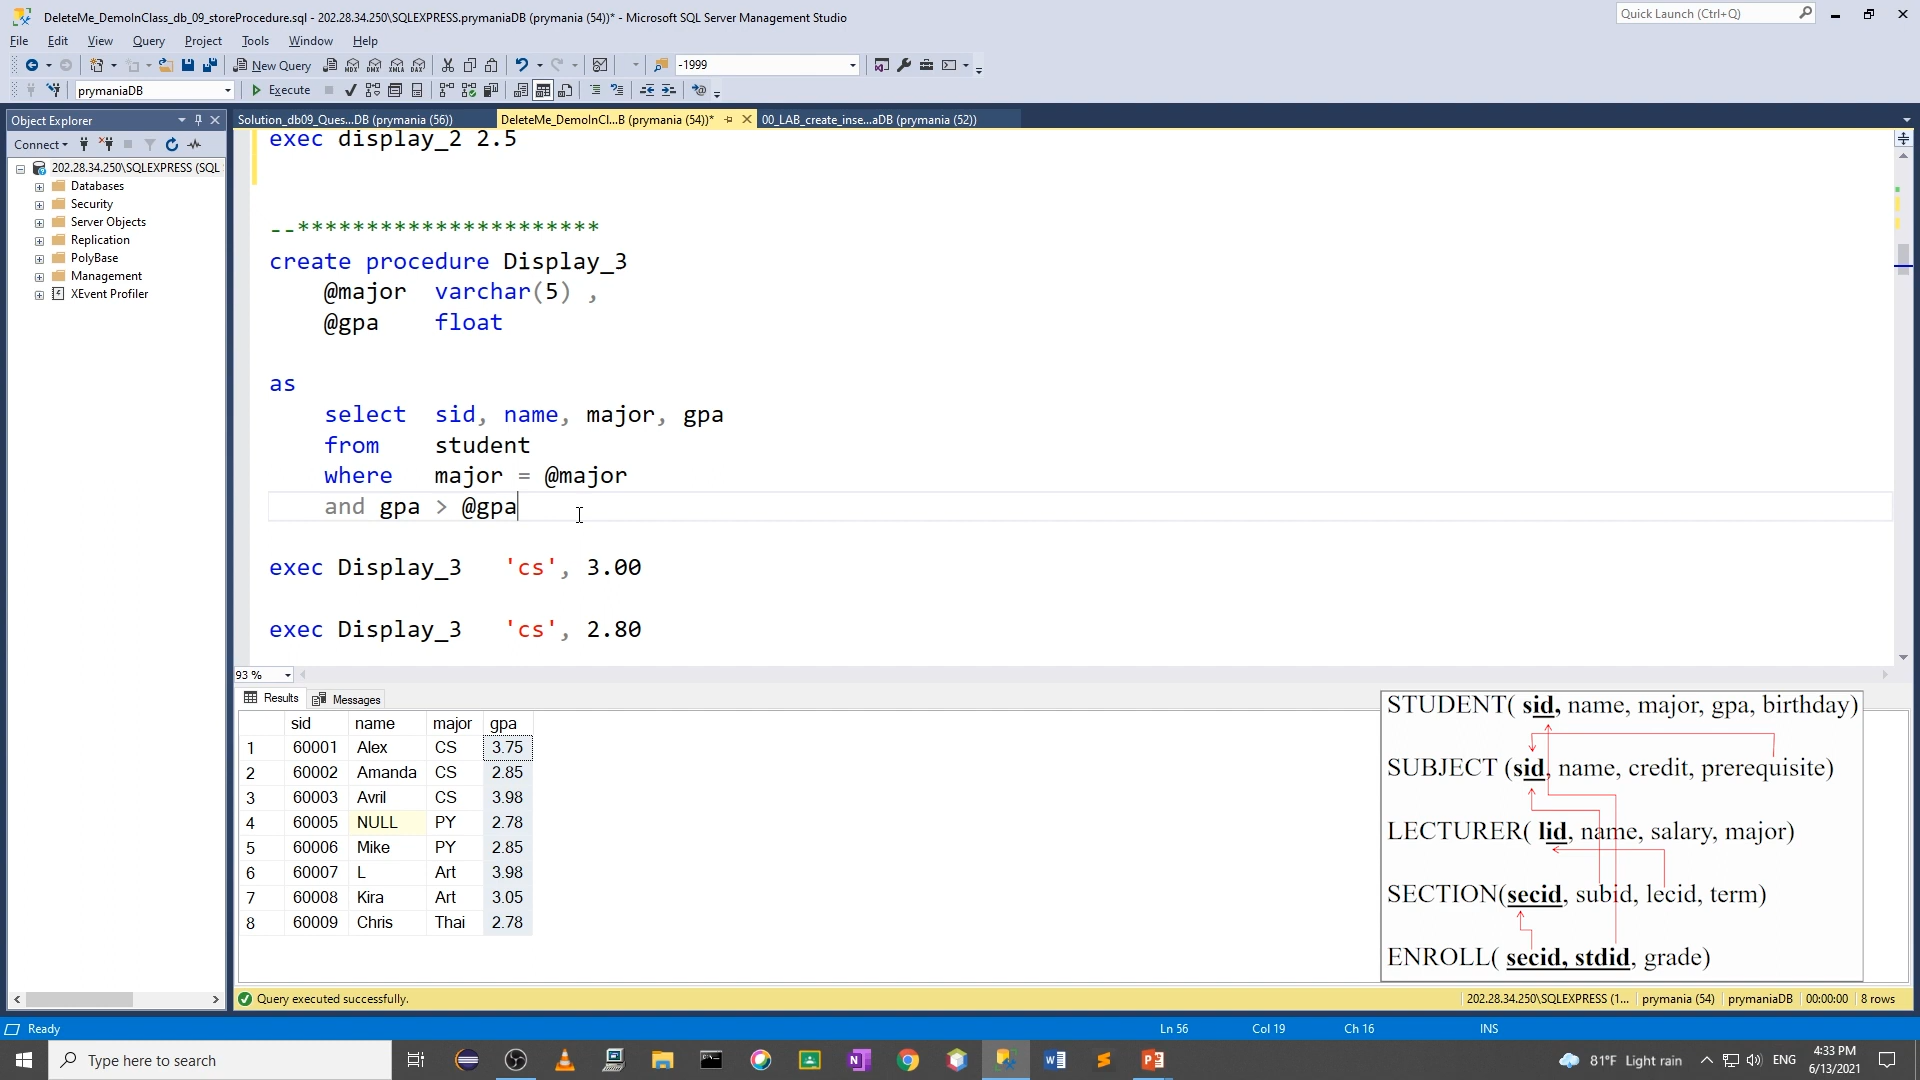 DeleteMe_DemoInClass_db_09_storeProcedure.sql - 202.28.34.250\SQLEXPRESS.prymaniaDB (prymania (54))* - Microsoft SQL Server Management Studio
Quick Launch (Ctrl+Q)
File Edit View Query Project Tools Window Help
New Query
-1999
prymaniaDB
Execute
Object Explorer
Solution_db09_Ques...DB (prymania (56))
DeleteMe_DemoInCl...B (prymania (54))*
00_LAB_create_inse...aDB (prymania (52))
Connect
202.28.34.250\SQLEXPRESS (SQL
Databases
Security
Server Objects
Replication
PolyBase
Management
XEvent Profiler
exec display_2 2.5
--**********************
create procedure Display_3
@major varchar(5) ,
@gpa float
as
select sid, name, major, gpa
from student
where major = @major
and gpa > @gpa
exec Display_3 'cs', 3.00
exec Display_3 'cs', 2.80
93 %
Results Messages
sid name major gpa
1 60001 Alex CS 3.75
2 60002 Amanda CS 2.85
3 60003 Avril CS 3.98
4 60005 NULL PY 2.78
5 60006 Mike PY 2.85
6 60007 L Art 3.98
7 60008 Kira Art 3.05
8 60009 Chris Thai 2.78
STUDENT( sid, name, major, gpa, birthday)
SUBJECT (sid, name, credit, prerequisite)
LECTURER( lid, name, salary, major)
SECTION(secid, subid, lecid, term)
ENROLL( secid, stdid, grade)
Query executed successfully.
202.28.34.250\SQLEXPRESS (1... prymania (54) prymaniaDB 00:00:00 8 rows
Ready
Ln 56 Col 19 Ch 16 INS
Type here to search
81°F Light rain
ENG
4:33 PM
6/13/2021